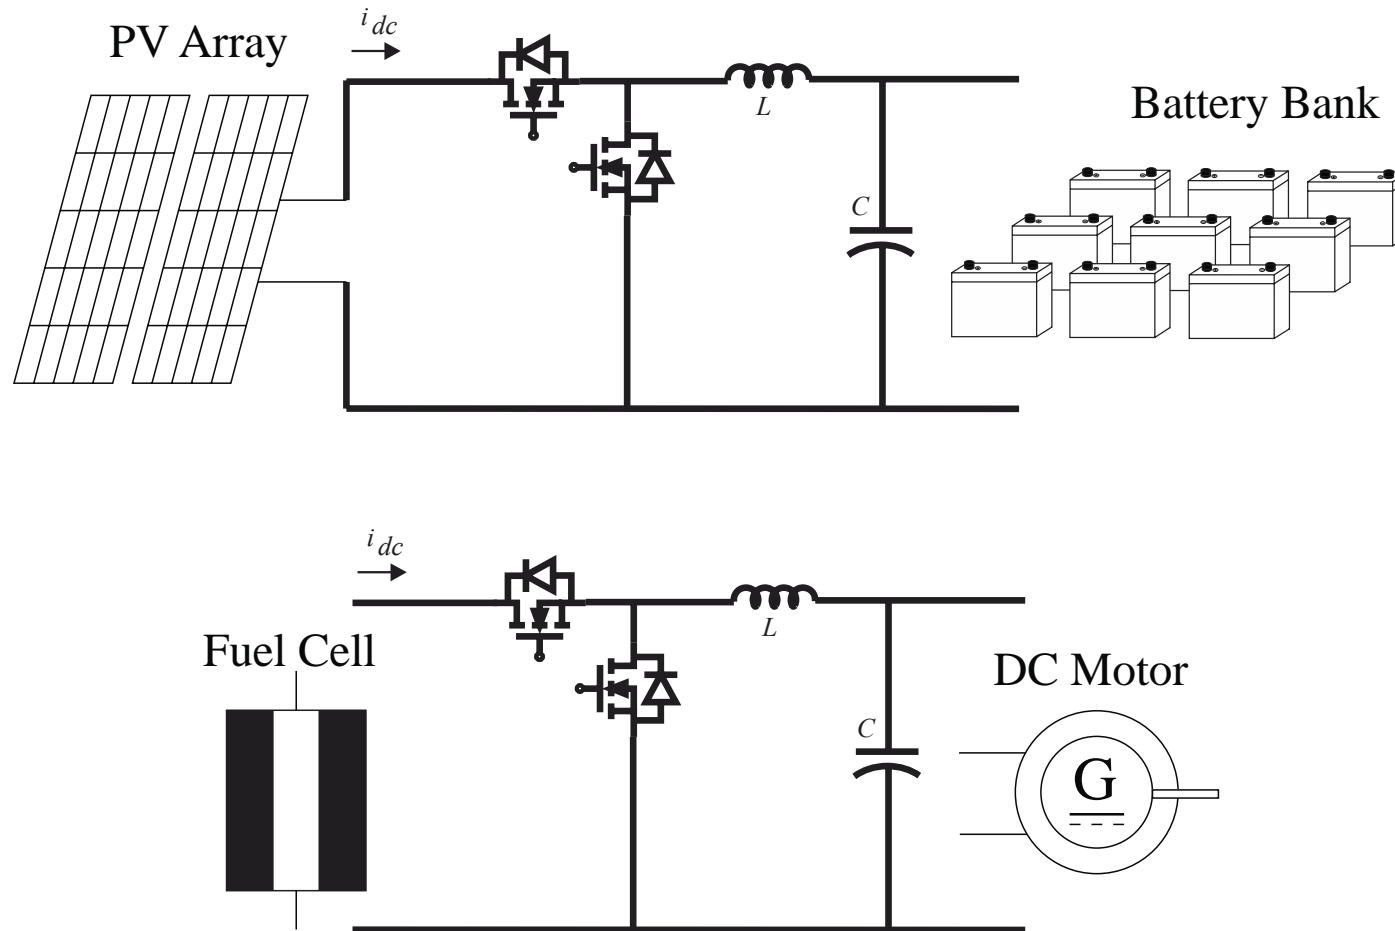 PV Array
i dc
L
Battery Bank
C
i dc
L
Fuel Cell
DC Motor
C
G